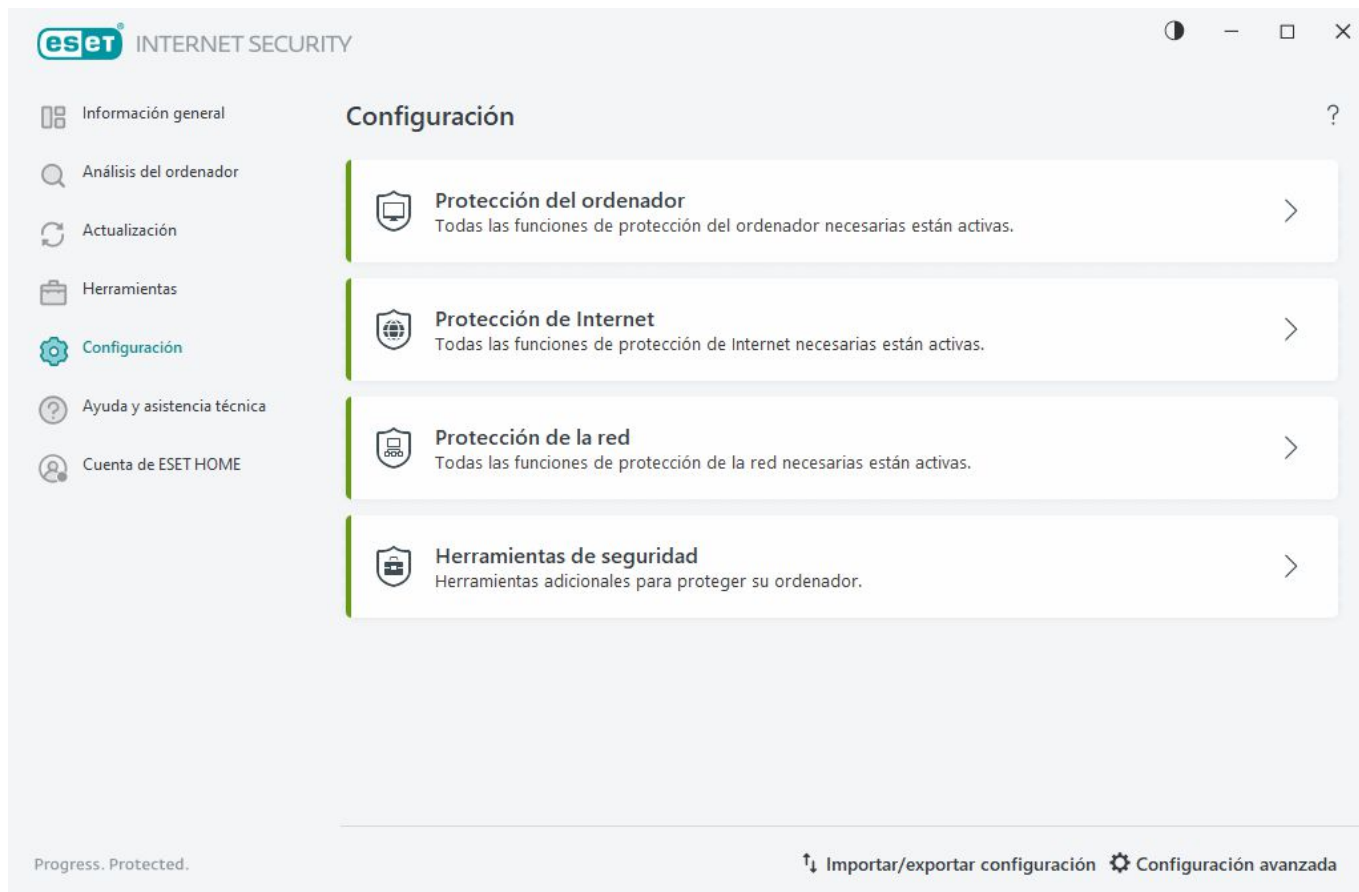 eset® INTERNET SECURITY
Información general
Análisis del ordenador
Actualización
Herramientas
Configuración
Ayuda y asistencia técnica
Cuenta de ESET HOME
Configuración
?
Protección del ordenador
Todas las funciones de protección del ordenador necesarias están activas.
Protección de Internet
Todas las funciones de protección de Internet necesarias están activas.
Protección de la red
Todas las funciones de protección de la red necesarias están activas.
Herramientas de seguridad
Herramientas adicionales para proteger su ordenador.
Progress. Protected.
Importar/exportar configuración
Configuración avanzada